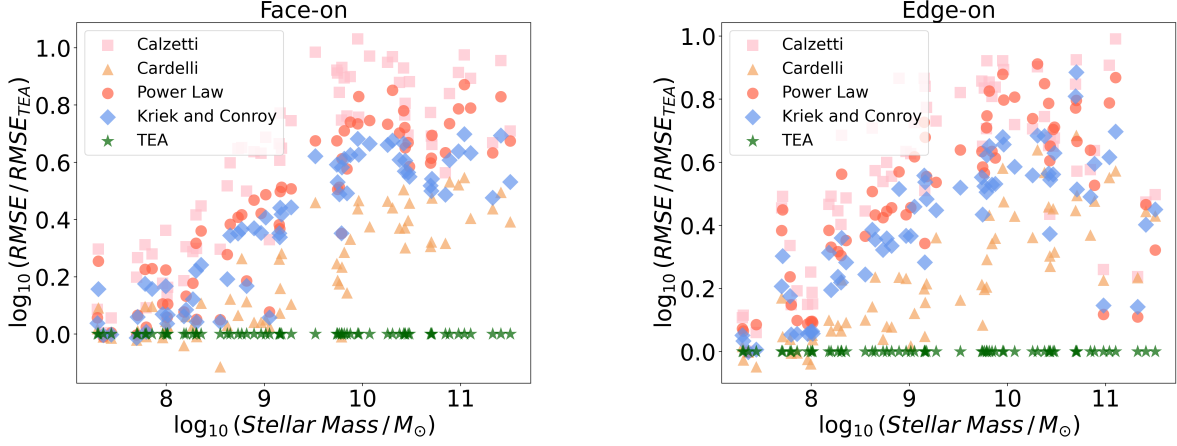 Face-on
1.0
0.8
0.6
0.4
0.2
0.0
8 9 10 11
log10 (RMSE / RMSE_TEA)
log10 (Stellar Mass / M⊙)
Calzetti
Cardelli
Power Law
Kriek and Conroy
TEA
Edge-on
1.0
0.8
0.6
0.4
0.2
0.0
8 9 10 11
log10 (RMSE / RMSE_TEA)
log10 (Stellar Mass / M⊙)
Calzetti
Cardelli
Power Law
Kriek and Conroy
TEA